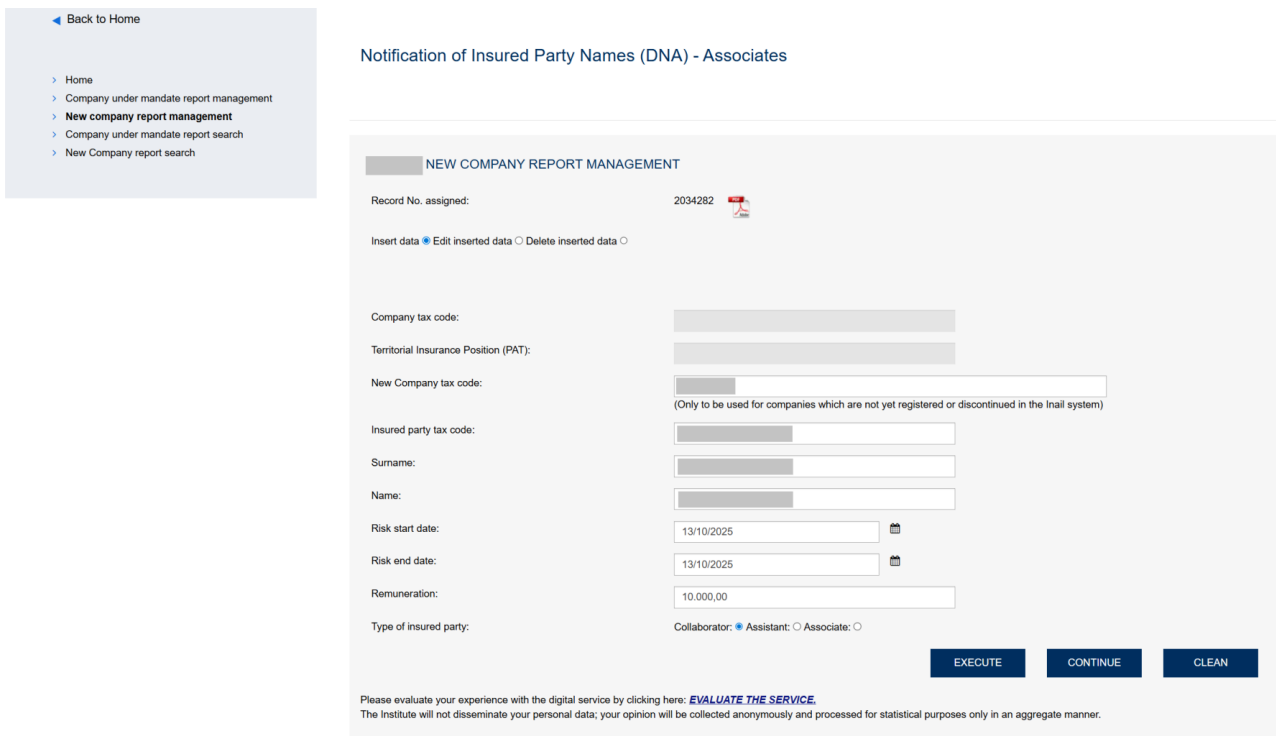 Back to Home
Home
Company under mandate report management
New company report management
Company under mandate report search
New Company report search
Notification of Insured Party Names (DNA) - Associates
NEW COMPANY REPORT MANAGEMENT
Record No. assigned: 2034282
Insert data Edit inserted data Delete inserted data
Company tax code:
Territorial Insurance Position (PAT):
New Company tax code:
(Only to be used for companies which are not yet registered or discontinued in the Inail system)
Insured party tax code:
Surname:
Name:
Risk start date: 13/10/2025
Risk end date: 13/10/2025
Remuneration: 10.000,00
Type of insured party: Collaborator: Assistant: Associate:
EXECUTE CONTINUE CLEAN
Please evaluate your experience with the digital service by clicking here: EVALUATE THE SERVICE.
The Institute will not disseminate your personal data; your opinion will be collected anonymously and processed for statistical purposes only in an aggregate manner.